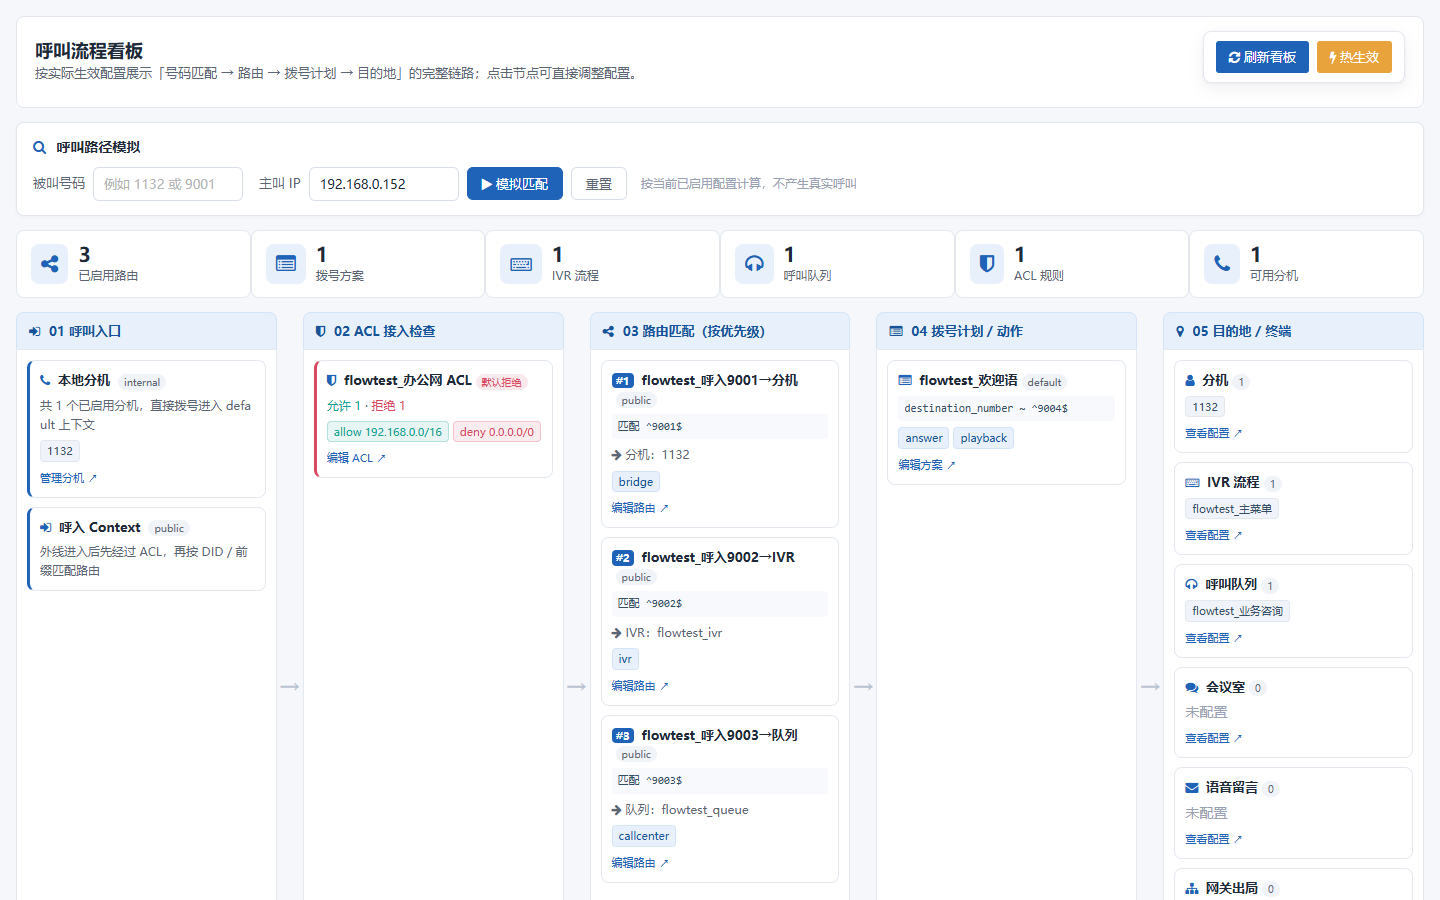 呼叫流程看板
按实际生效配置展示「号码匹配 → 路由 → 拨号计划 → 目的地」的完整链路；点击节点可直接调整配置。
刷新看板
热生效
呼叫路径模拟
被叫号码
例如 1132 或 9001
主叫 IP
192.168.0.152
模拟匹配
重置
按当前已启用配置计算，不产生真实呼叫
3
已启用路由
1
拨号方案
1
IVR 流程
1
呼叫队列
1
ACL 规则
1
可用分机
01 呼叫入口
本地分机 internal
共 1 个已启用分机，直接拨号进入 defa
ult 上下文
1132
管理分机 ↗
呼入 Context public
外线进入后先经过 ACL，再按 DID / 前
缀匹配路由
→
02 ACL 接入检查
flowtest_办公网 ACL 默认拒绝
允许 1 · 拒绝 1
allow 192.168.0.0/16 deny 0.0.0.0/0
编辑 ACL ↗
→
03 路由匹配（按优先级）
#1 flowtest_呼入9001→分机
public
匹配 ^9001$
→ 分机：1132
bridge
编辑路由 ↗
#2 flowtest_呼入9002→IVR
public
匹配 ^9002$
→ IVR：flowtest_ivr
ivr
编辑路由 ↗
#3 flowtest_呼入9003→队列
public
匹配 ^9003$
→ 队列：flowtest_queue
callcenter
编辑路由 ↗
→
04 拨号计划 / 动作
flowtest_欢迎语 default
destination_number ~ ^9004$
answer playback
编辑方案 ↗
→
05 目的地 / 终端
分机 1
1132
查看配置 ↗
IVR 流程 1
flowtest_主菜单
查看配置 ↗
呼叫队列 1
flowtest_业务咨询
查看配置 ↗
会议室 0
未配置
查看配置 ↗
语音留言 0
未配置
查看配置 ↗
网关出局 0